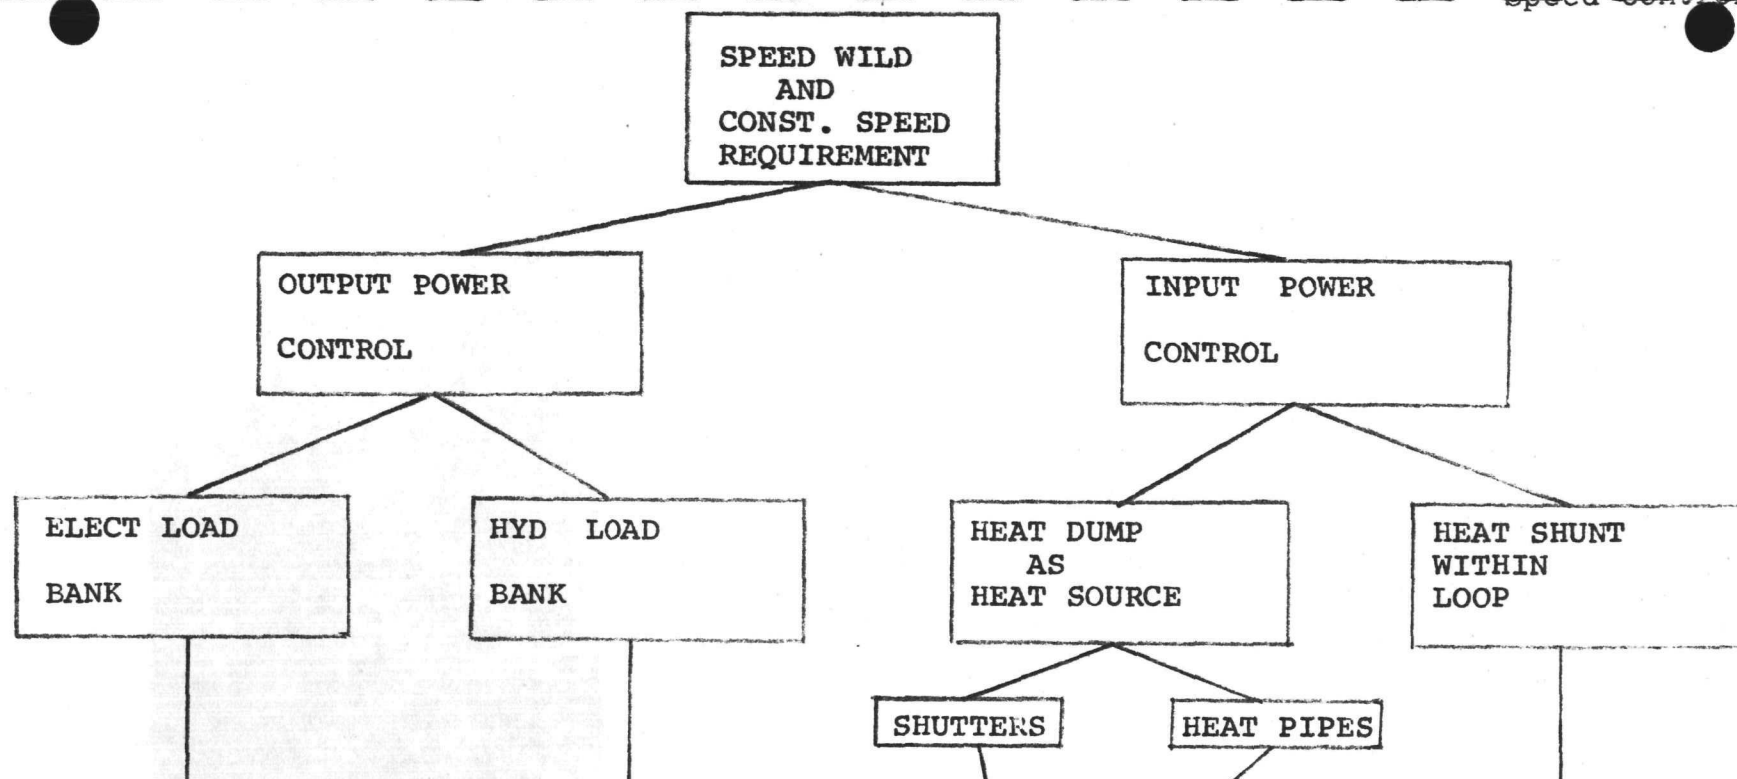 SPEED WILD
AND
CONST. SPEED
REQUIREMENT
OUTPUT POWER
CONTROL
INPUT POWER
CONTROL
ELECT LOAD
BANK
HYD LOAD
BANK
HEAT DUMP
AS
HEAT SOURCE
HEAT SHUNT
WITHIN
LOOP
SHUTTERS
HEAT PIPES